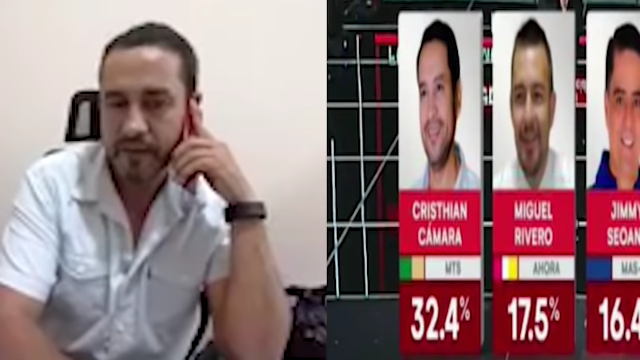 CRISTHIAN
CÁMARA
MTS
32.4%
MIGUEL
RIVERO
AHORA
17.5%
JIMMY
SEOAN
MAS-
16.4